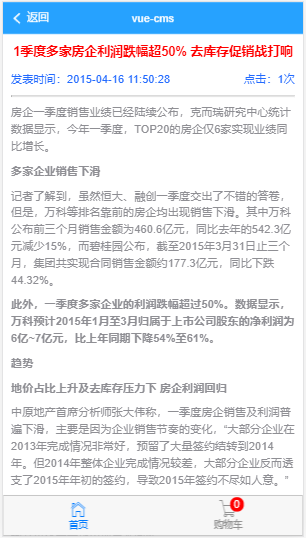 返回
vue-cms
1季度多家房企利润跌幅超50% 去库存促销战打响
发表时间：2015-04-16 11:50:28
点击：1次
房企一季度销售业绩已经陆续公布，克而瑞研究中心统计
数据显示，今年一季度，TOP20的房企仅6家实现业绩同
比增长。
多家企业销售下滑
记者了解到，虽然恒大、融创一季度交出了不错的答卷，
但是，万科等排名靠前的房企均出现销售下滑。其中万科
公布前三个月销售金额为460.6亿元，同比去年的542.3亿
元减少15%，而碧桂园公布，截至2015年3月31日止三个
月，集团共实现合同销售金额约177.3亿元，同比下跌
44.32%。
此外，一季度多家企业的利润跌幅超过50%。数据显示，
万科预计2015年1月至3月归属于上市公司股东的净利润为
6亿~7亿元，比上年同期下降54%至61%。
趋势
地价占比上升及去库存压力下 房企利润回归
中原地产首席分析师张大伟称，一季度房企销售及利润普
遍下滑，主要是因为企业销售节奏的变化，“大部分企业在
2013年完成情况非常好，预留了大量签约结转到2014
年。但2014年整体企业完成情况较差，大部分企业反而透
支了2015年年初的签约，导致2015年签约不尽如人意。”
首页
0
购物车